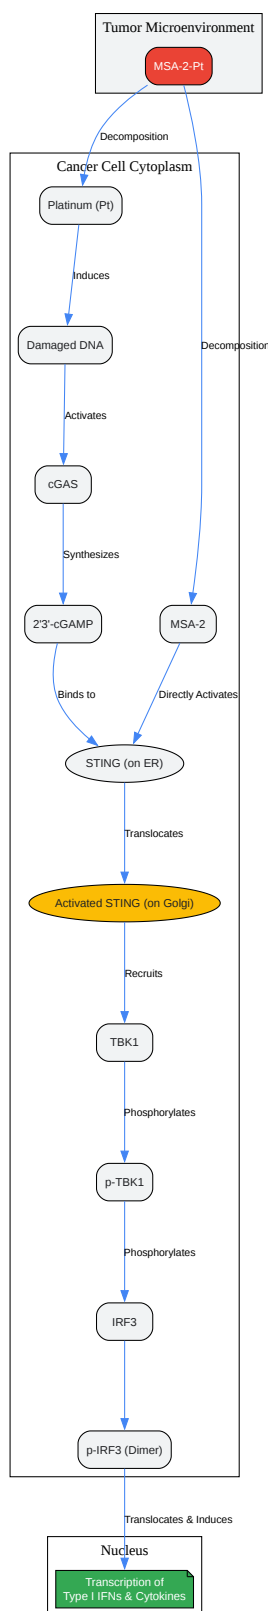 Tumor Microenvironment
MSA-2-Pt
Decomposition
Cancer Cell Cytoplasm
Platinum (Pt)
Induces
Decomposition
Damaged DNA
Activates
cGAS
Synthesizes
2'3'-cGAMP
MSA-2
Binds to
Directly Activates
STING (on ER)
Translocates
Activated STING (on Golgi)
Recruits
TBK1
Phosphorylates
p-TBK1
Phosphorylates
IRF3
p-IRF3 (Dimer)
Translocates & Induces
Nucleus
Transcription of
Type I IFNs & Cytokines